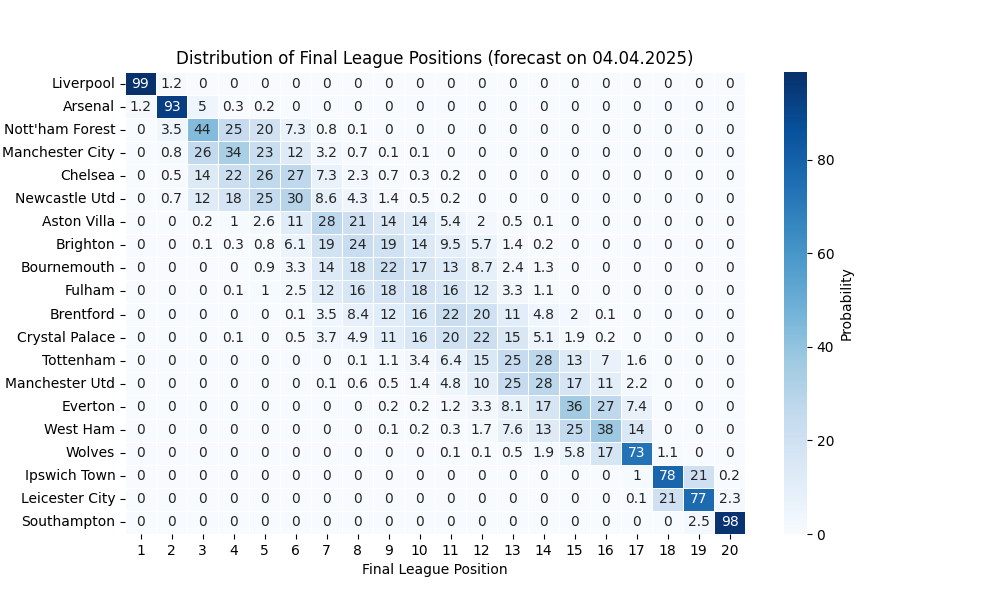 Distribution of Final League Positions (forecast on 04.04.2025)
Liverpool 99 1.2 0 0 0 0 0 0 0 0 0 0 0 0 0 0 0 0 0 0
Arsenal 1.2 93 5 0.3 0.2 0 0 0 0 0 0 0 0 0 0 0 0 0 0 0
Nott'ham Forest 0 3.5 44 25 20 7.3 0.8 0.1 0 0 0 0 0 0 0 0 0 0 0 0
Manchester City 0 0.8 26 34 23 12 3.2 0.7 0.1 0.1 0 0 0 0 0 0 0 0 0 0
Chelsea 0 0.5 14 22 26 27 7.3 2.3 0.7 0.3 0.2 0 0 0 0 0 0 0 0 0
Newcastle Utd 0 0.7 12 18 25 30 8.6 4.3 1.4 0.5 0.2 0 0 0 0 0 0 0 0 0
Aston Villa 0 0 0.2 1 2.6 11 28 21 14 14 5.4 2 0.5 0.1 0 0 0 0 0 0
Brighton 0 0 0.1 0.3 0.8 6.1 19 24 19 14 9.5 5.7 1.4 0.2 0 0 0 0 0 0
Bournemouth 0 0 0 0 0.9 3.3 14 18 22 17 13 8.7 2.4 1.3 0 0 0 0 0 0
Fulham 0 0 0 0.1 1 2.5 12 16 18 18 16 12 3.3 1.1 0 0 0 0 0 0
Brentford 0 0 0 0 0 0.1 3.5 8.4 12 16 22 20 11 4.8 2 0.1 0 0 0 0
Crystal Palace 0 0 0 0.1 0 0.5 3.7 4.9 11 16 20 22 15 5.1 1.9 0.2 0 0 0 0
Tottenham 0 0 0 0 0 0 0 0.1 1.1 3.4 6.4 15 25 28 13 7 1.6 0 0 0
Manchester Utd 0 0 0 0 0 0 0.1 0.6 0.5 1.4 4.8 10 25 28 17 11 2.2 0 0 0
Everton 0 0 0 0 0 0 0 0 0.2 0.2 1.2 3.3 8.1 17 36 27 7.4 0 0 0
West Ham 0 0 0 0 0 0 0 0 0.1 0.2 0.3 1.7 7.6 13 25 38 14 0 0 0
Wolves 0 0 0 0 0 0 0 0 0 0 0.1 0.1 0.5 1.9 5.8 17 73 1.1 0 0
Ipswich Town 0 0 0 0 0 0 0 0 0 0 0 0 0 0 0 0 1 78 21 0.2
Leicester City 0 0 0 0 0 0 0 0 0 0 0 0 0 0 0 0 0.1 21 77 2.3
Southampton 0 0 0 0 0 0 0 0 0 0 0 0 0 0 0 0 0 0 2.5 98
1 2 3 4 5 6 7 8 9 10 11 12 13 14 15 16 17 18 19 20
Final League Position
80
60
40
20
0
Probability